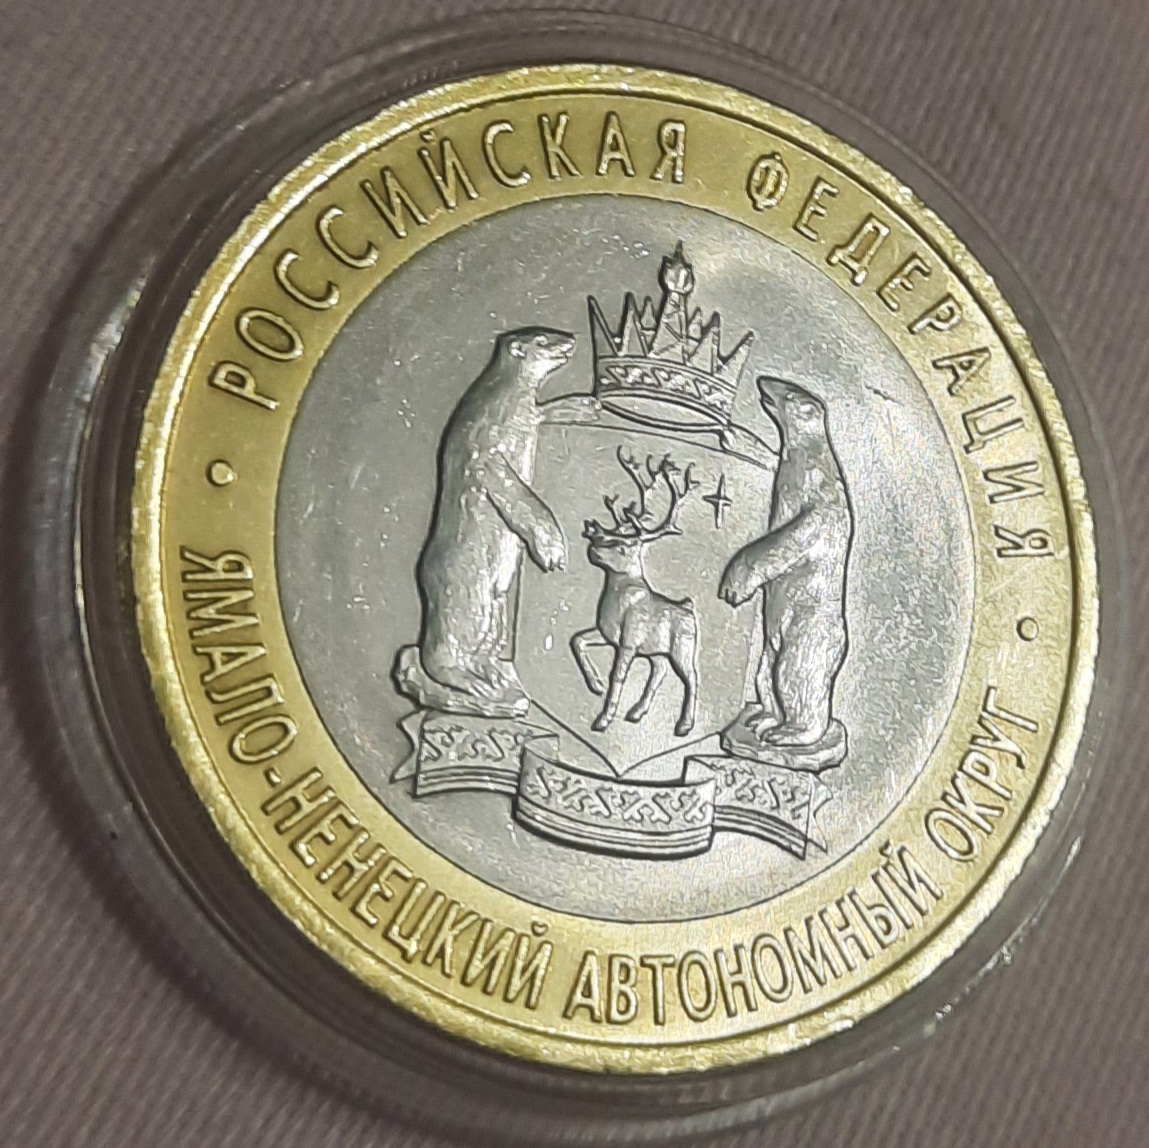 РОССИЙСКАЯ ФЕДЕРАЦИЯ
ЯМАЛО-НЕНЕЦКИЙ АВТОНОМНЫЙ ОКРУГ